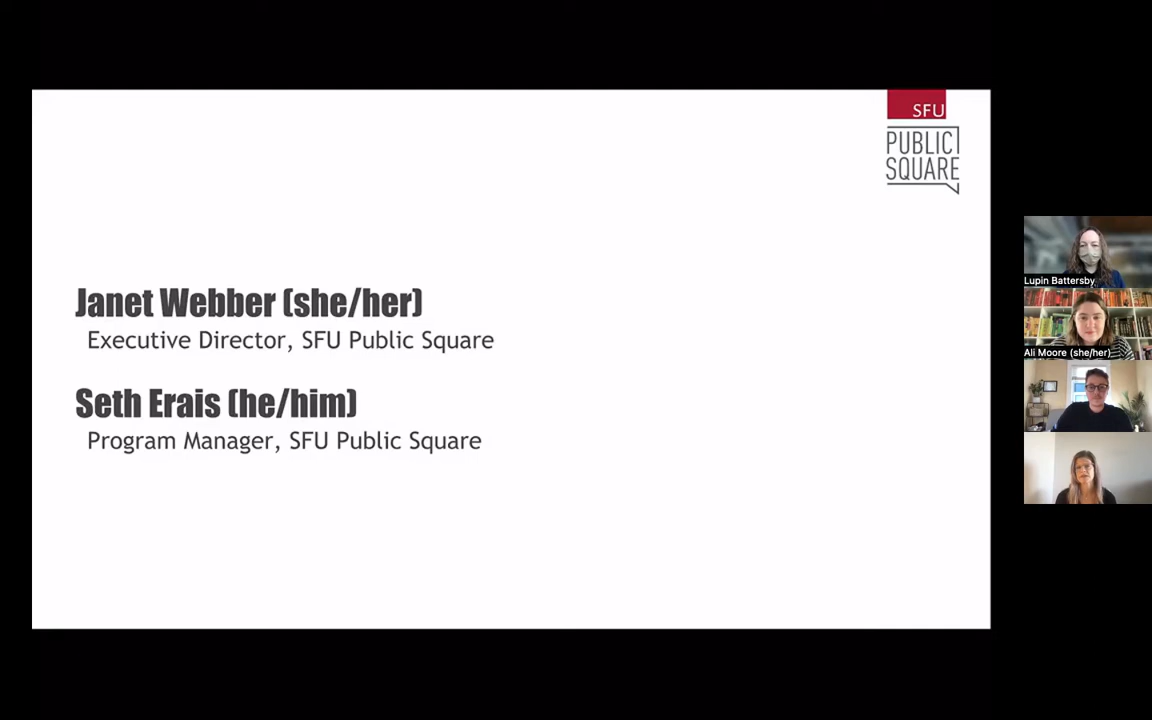 SFU
PUBLIC
SQUARE
Janet Webber (she/her)
Executive Director, SFU Public Square
Seth Erais (he/him)
Program Manager, SFU Public Square
Lupin Battersby
Ali Moore (she/her)